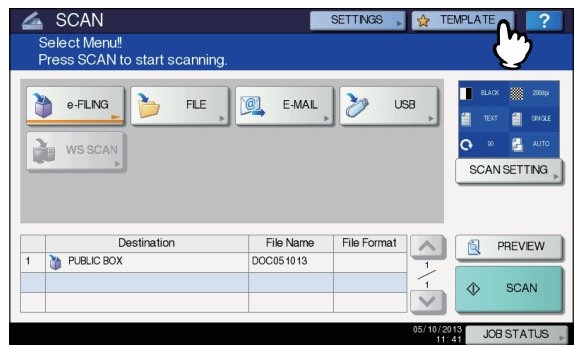 SCAN
SETTINGS
TEMPLATE
?
Select Menu!!
Press SCAN to start scanning.
e-FILING
FILE
E-MAIL
USB
WS SCAN
BLACK
200dpi
TEXT
SINGLE
90
AUTO
SCAN SETTING
Destination
File Name
File Format
1
PUBLIC BOX
DOC051013
1
1
PREVIEW
SCAN
05/10/2013
11:41
JOB STATUS